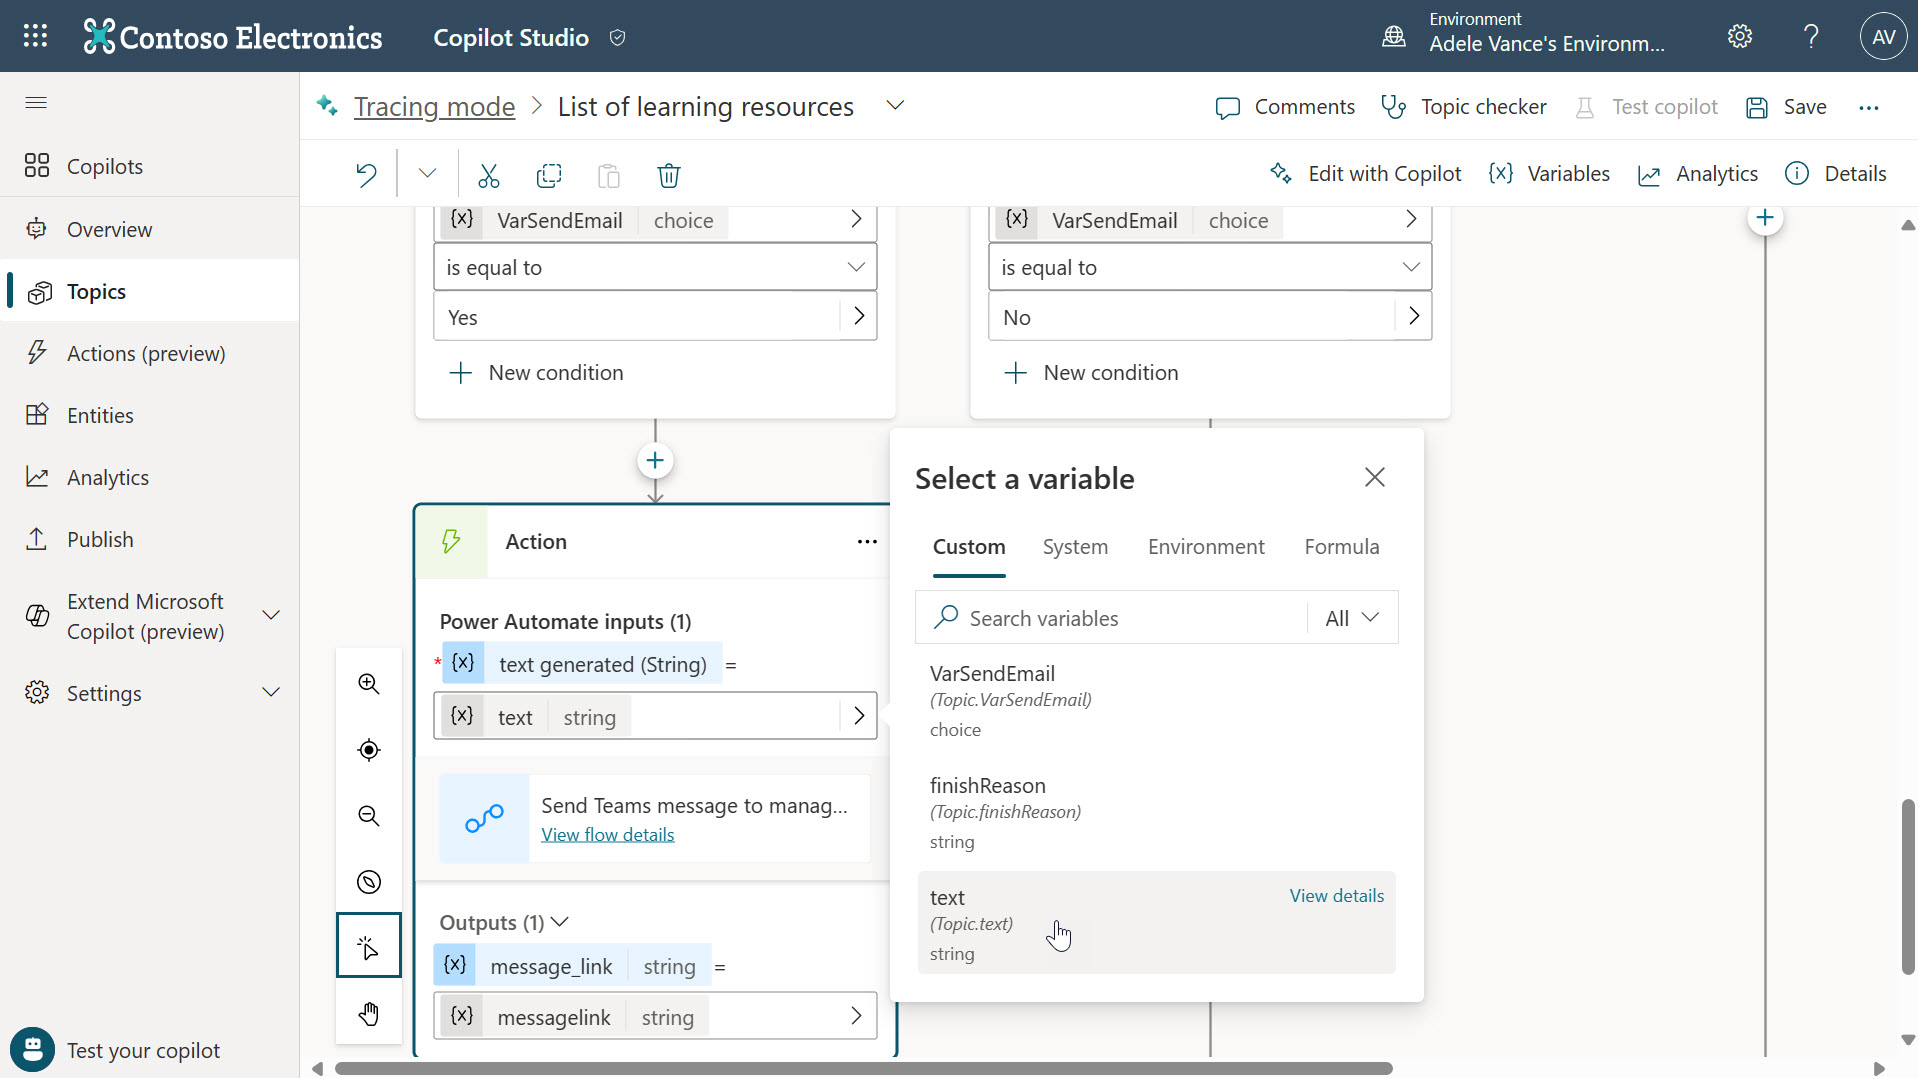 Contoso Electronics
Copilot Studio
Environment
Adele Vance's Environm...
?
AV
Tracing mode > List of learning resources
Comments
Topic checker
Test copilot
Save
...
Edit with Copilot
{x} Variables
Analytics
Details
Copilots
Overview
Topics
Actions (preview)
Entities
Analytics
Publish
Extend Microsoft
Copilot (preview)
Settings
Test your copilot
{x} VarSendEmail choice
is equal to
Yes
+ New condition
{x} VarSendEmail choice
is equal to
No
+ New condition
Action
...
Power Automate inputs (1)
* {x} text generated (String) =
{x} text string
Send Teams message to manag...
View flow details
Outputs (1)
{x} message_link string =
{x} messagelink string
Select a variable
Custom
System
Environment
Formula
Search variables
All
VarSendEmail
(Topic.VarSendEmail)
choice
finishReason
(Topic.finishReason)
string
text
View details
(Topic.text)
string